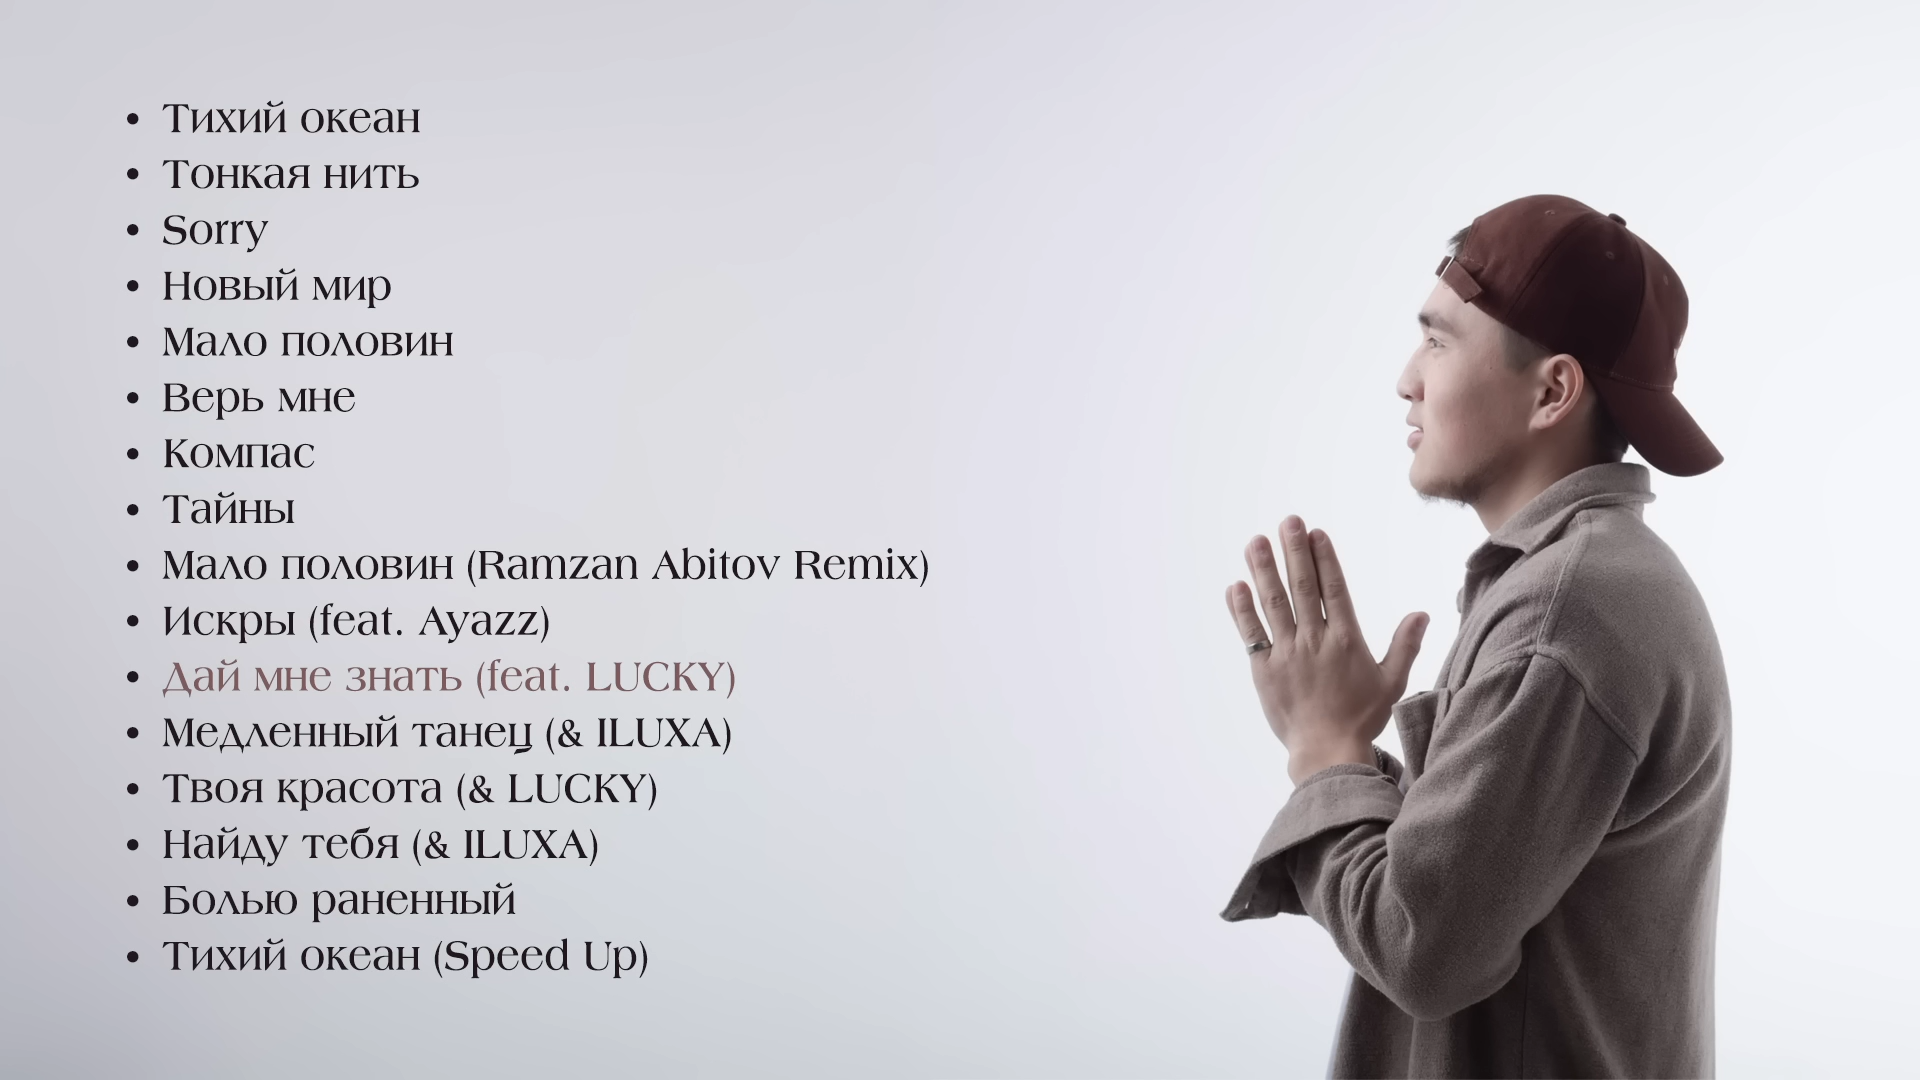 • Тихий океан
• Тонкая нить
• Sorry
• Новый мир
• Мало половин
• Верь мне
• Компас
• Тайны
• Мало половин (Ramzan Abitov Remix)
• Искры (feat. Ayazz)
• Дай мне знать (feat. LUCKY)
• Медленный танец (& ILUXA)
• Твоя красота (& LUCKY)
• Найду тебя (& ILUXA)
• Болью раненный
• Тихий океан (Speed Up)